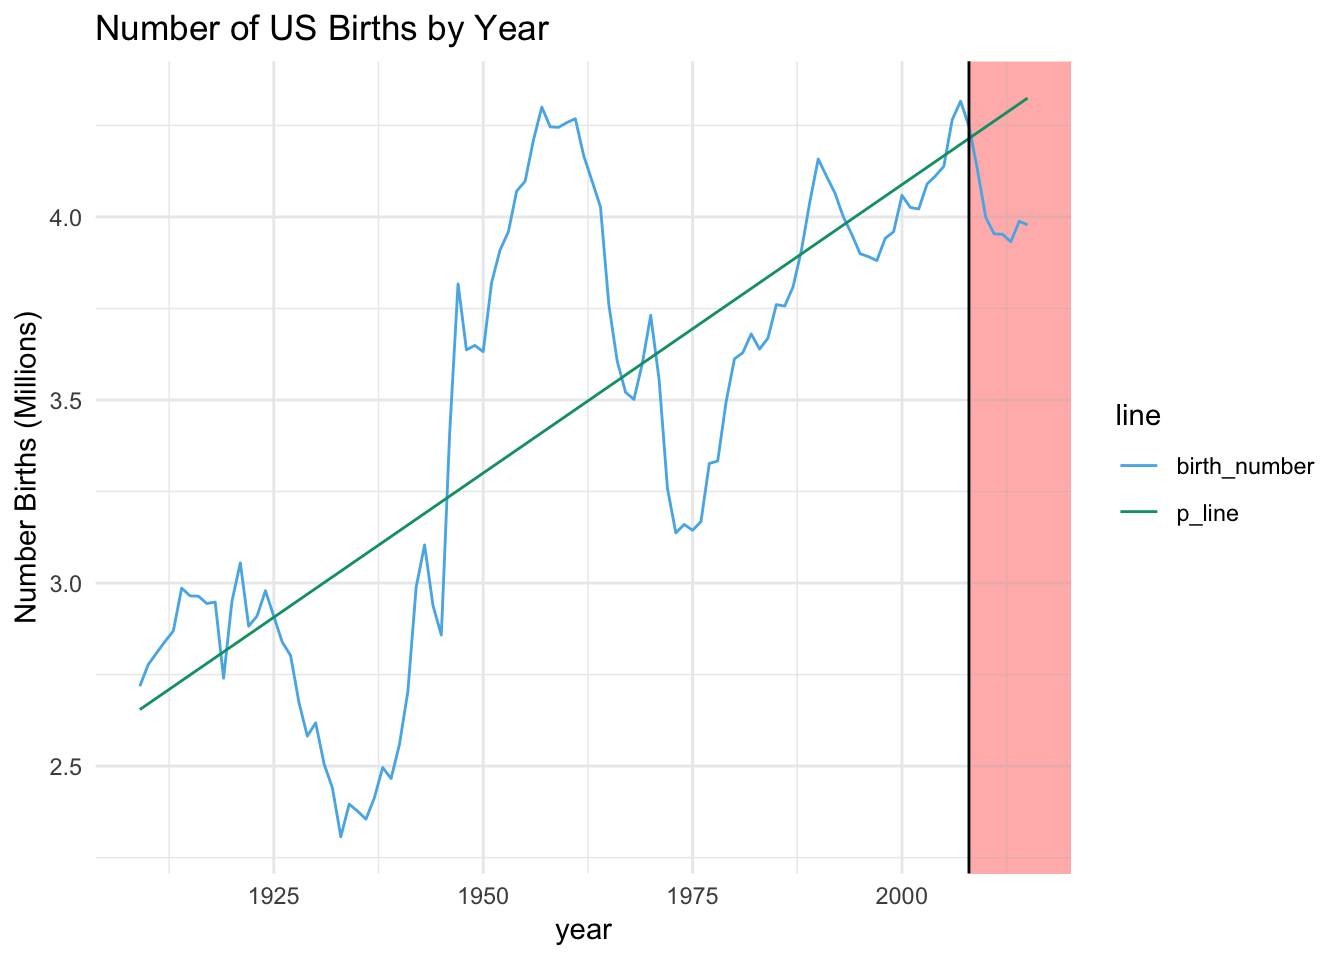 Number of US Births by Year
Number Births (Millions)
4.0
3.5
3.0
2.5
1925
1950
1975
2000
year
line
birth_number
p_line